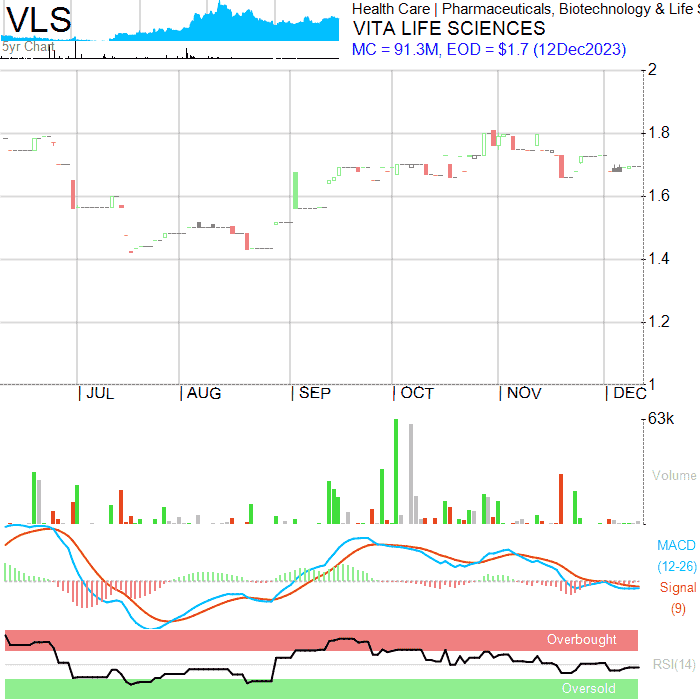 VLS
5yr Chart
Health Care | Pharmaceuticals, Biotechnology & Life S
VITA LIFE SCIENCES
MC = 91.3M, EOD = $1.7 (12Dec2023)
2
1.8
1.6
1.4
1.2
1
| JUL | AUG | SEP | OCT | NOV | DEC
63k
Volume
MACD
(12-26)
Signal
(9)
Overbought
RSI(14)
Oversold